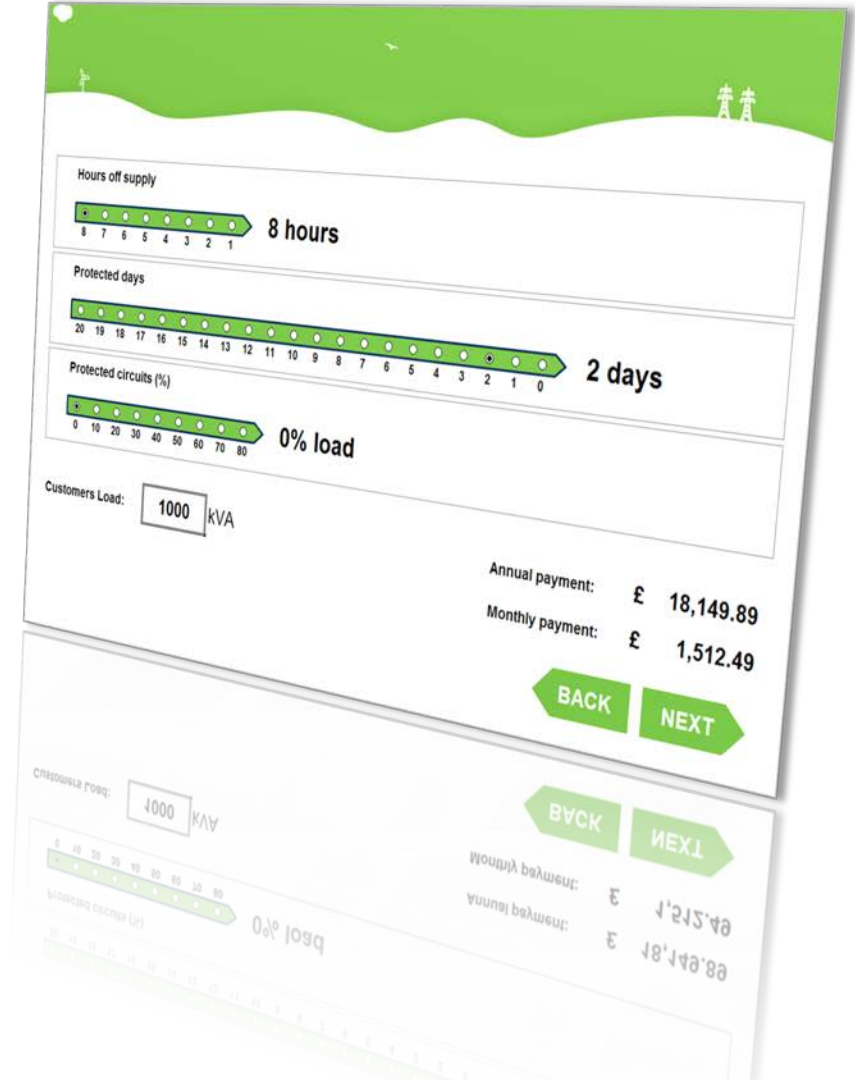 Hours off supply
8 hours
8 7 6 5 4 3 2 1
Protected days
2 days
20 19 18 17 16 15 14 13 12 11 10 9 8 7 6 5 4 3 2 1 0
Protected circuits (%)
0% load
0 10 20 30 40 50 60 70 80
Customers Load: 1000 kVA
Annual payment: £ 18,149.89
Monthly payment: £ 1,512.49
BACK NEXT